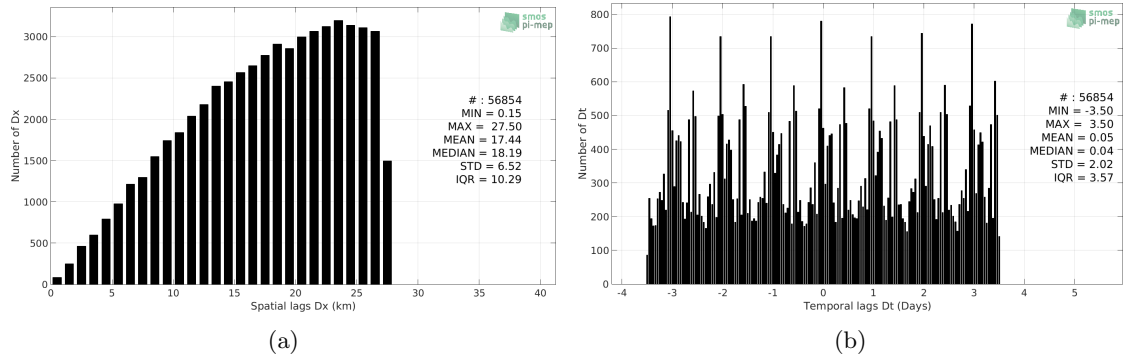 smos
pi-mep
3000
2500
2000
1500
1000
500
0
Number of Dx
# : 56854
MIN = 0.15
MAX = 27.50
MEAN = 17.44
MEDIAN = 18.19
STD = 6.52
IQR = 10.29
0 5 10 15 20 25 30 35 40
Spatial lags Dx (km)
(a)
smos
pi-mep
800
700
600
500
400
300
200
100
0
Number of Dt
# : 56854
MIN = -3.50
MAX = 3.50
MEAN = 0.05
MEDIAN = 0.04
STD = 2.02
IQR = 3.57
-4 -3 -2 -1 0 1 2 3 4 5
Temporal lags Dt (Days)
(b)